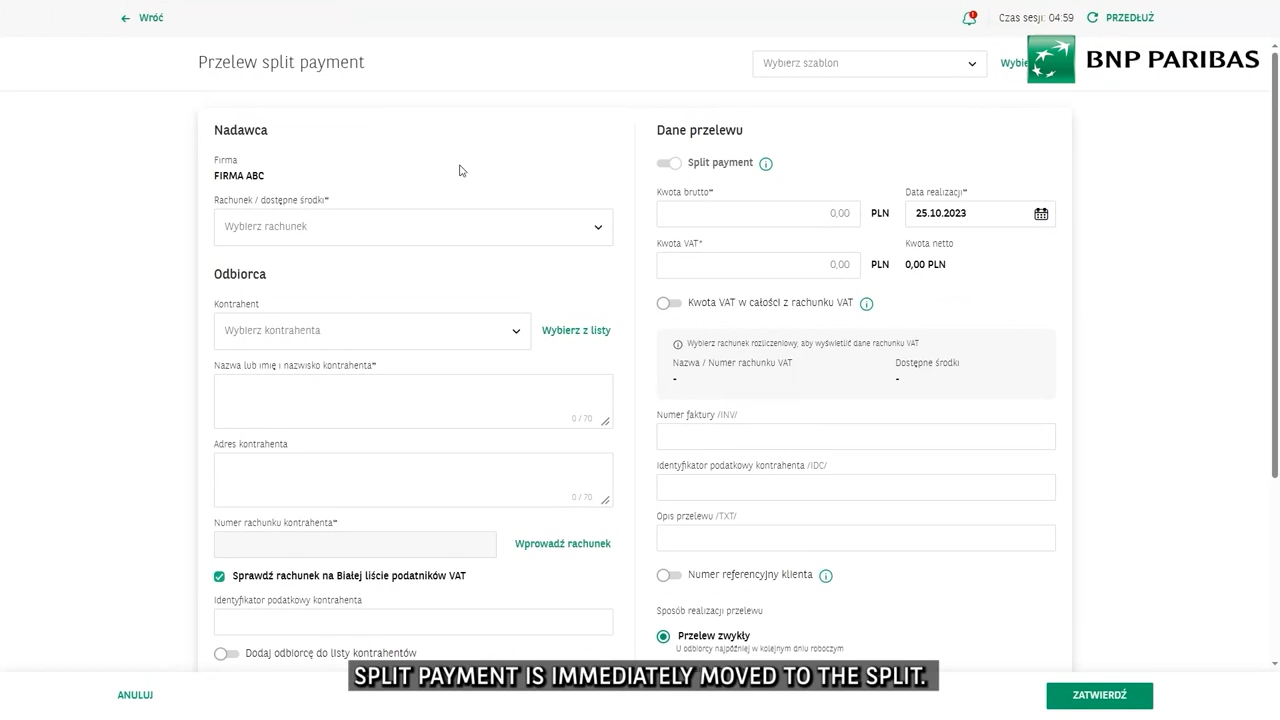 Wróć
Czas sesji: 04:59
PRZEDŁUŻ
Przelew split payment
Wybierz szablon
BNP PARIBAS
Nadawca
Firma
FIRMA ABC
Rachunek / dostępne środki*
Wybierz rachunek
Odbiorca
Kontrahent
Wybierz kontrahenta
Wybierz z listy
Nazwa lub imię i nazwisko kontrahenta*
0 / 70
Adres kontrahenta
0 / 70
Numer rachunku kontrahenta*
Wprowadź rachunek
Sprawdź rachunek na Białej liście podatników VAT
Identyfikator podatkowy kontrahenta
Dodaj odbiorcę do listy kontrahentów
Dane przelewu
Split payment
Kwota brutto*
Data realizacji*
0,00 PLN
25.10.2023
Kwota VAT*
Kwota netto
0,00 PLN
0,00 PLN
Kwota VAT w całości z rachunku VAT
Wybierz rachunek rozliczeniowy, aby wyświetlić dane rachunku VAT
Nazwa / Numer rachunku VAT
Dostępne środki
-
-
Numer faktury /INV/
Identyfikator podatkowy kontrahenta /IDC/
Opis przelewu /TXT/
Numer referencyjny klienta
Sposób realizacji przelewu
Przelew zwykły
U odbiorcy najpóźniej w kolejnym dniu roboczym
SPLIT PAYMENT IS IMMEDIATELY MOVED TO THE SPLIT.
ANULUJ
ZATWIERDŹ